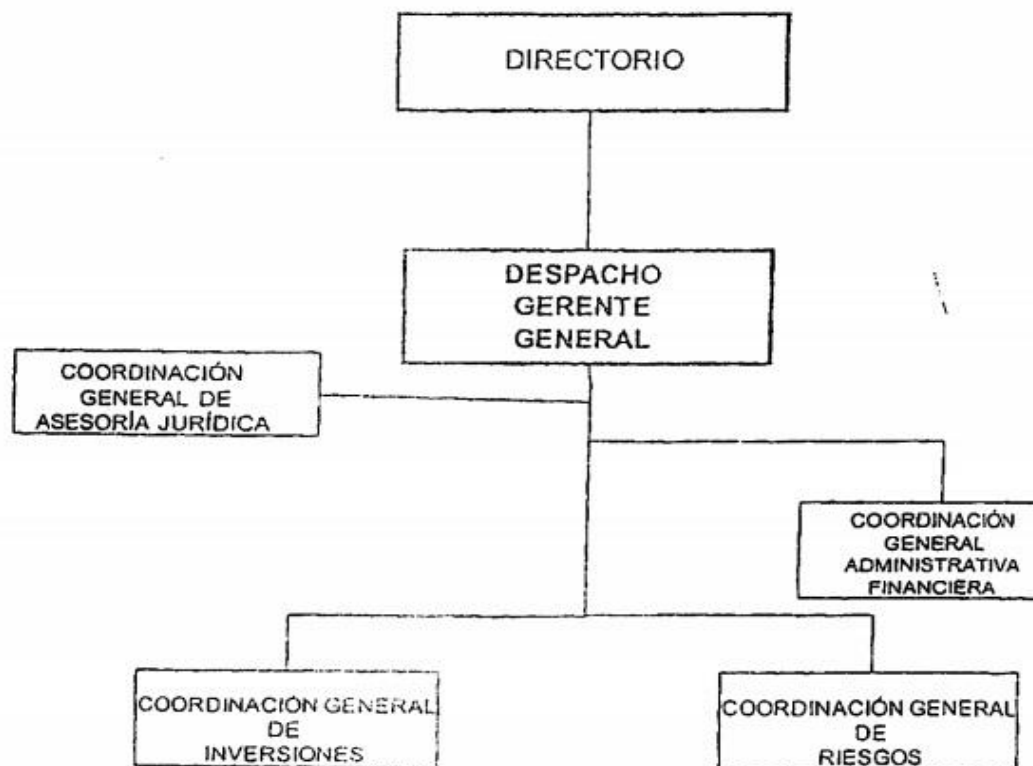 DIRECTORIO
DESPACHO
GERENTE
GENERAL
COORDINACIÓN
GENERAL DE
ASESORÍA JURÍDICA
COORDINACIÓN
GENERAL
ADMINISTRATIVA
FINANCIERA
COORDINACIÓN GENERAL
DE
INVERSIONES
COORDINACIÓN GENERAL
DE
RIESGOS